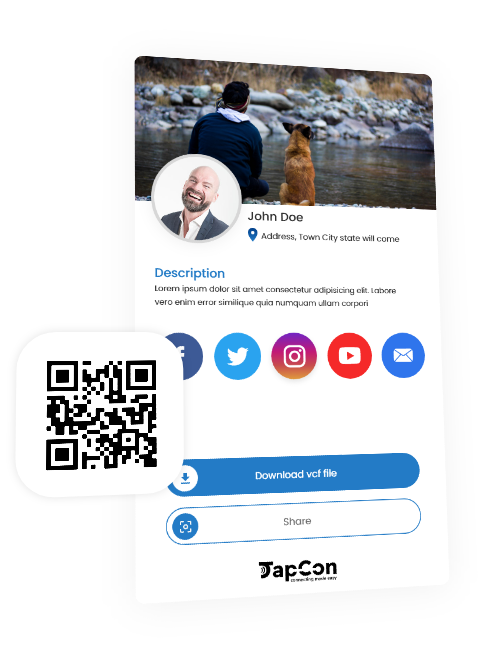 John Doe
Address, Town City state will come
Description
Lorem ipsum dolor sit amet consectetur adipisicing elit. Labore
vero enim error similique quia numquam ullam corpori
f
Download vcf file
Share
TapCon
connecting made easy